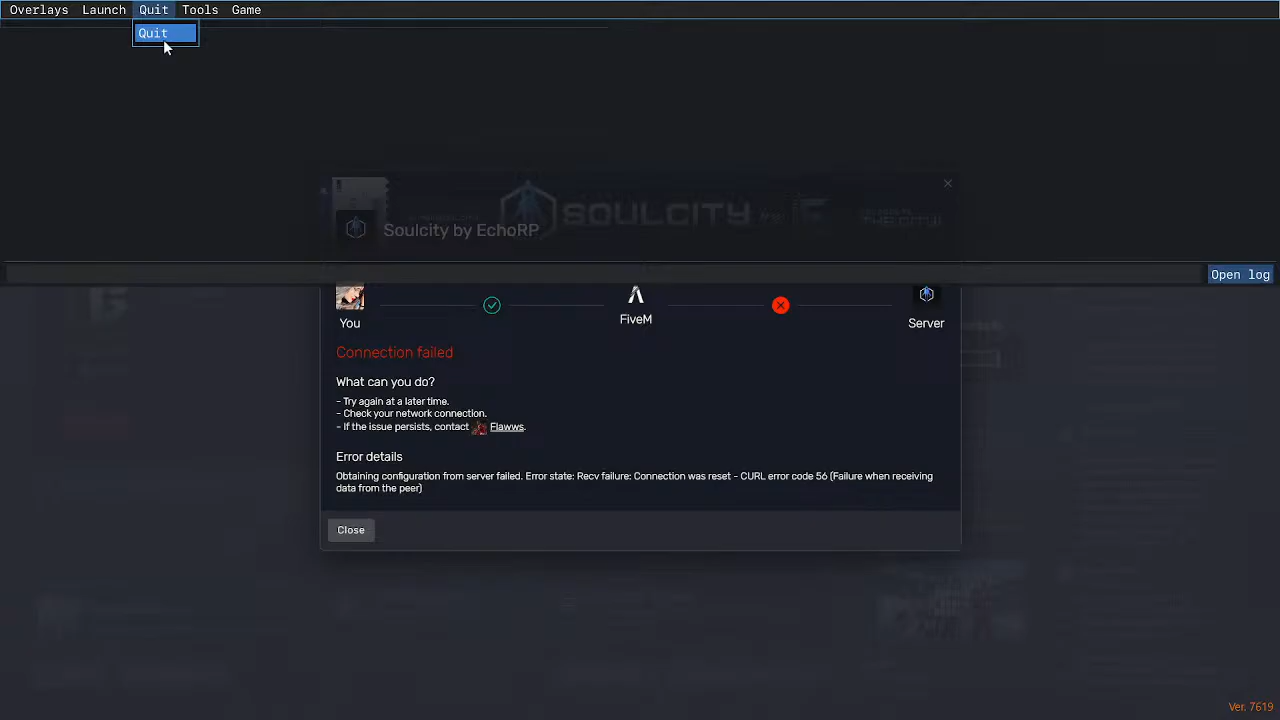 Overlays Launch Quit Tools Game
Quit
SOULCITY
THE CITY!
Soulcity by EchoRP
Open log
You
FiveM
Server
Connection failed
What can you do?
- Try again at a later time.
- Check your network connection.
- If the issue persists, contact Flawws.
Error details
Obtaining configuration from server failed. Error state: Recv failure: Connection was reset - CURL error code 56 (Failure when receiving
data from the peer)
Close
Ver. 7619